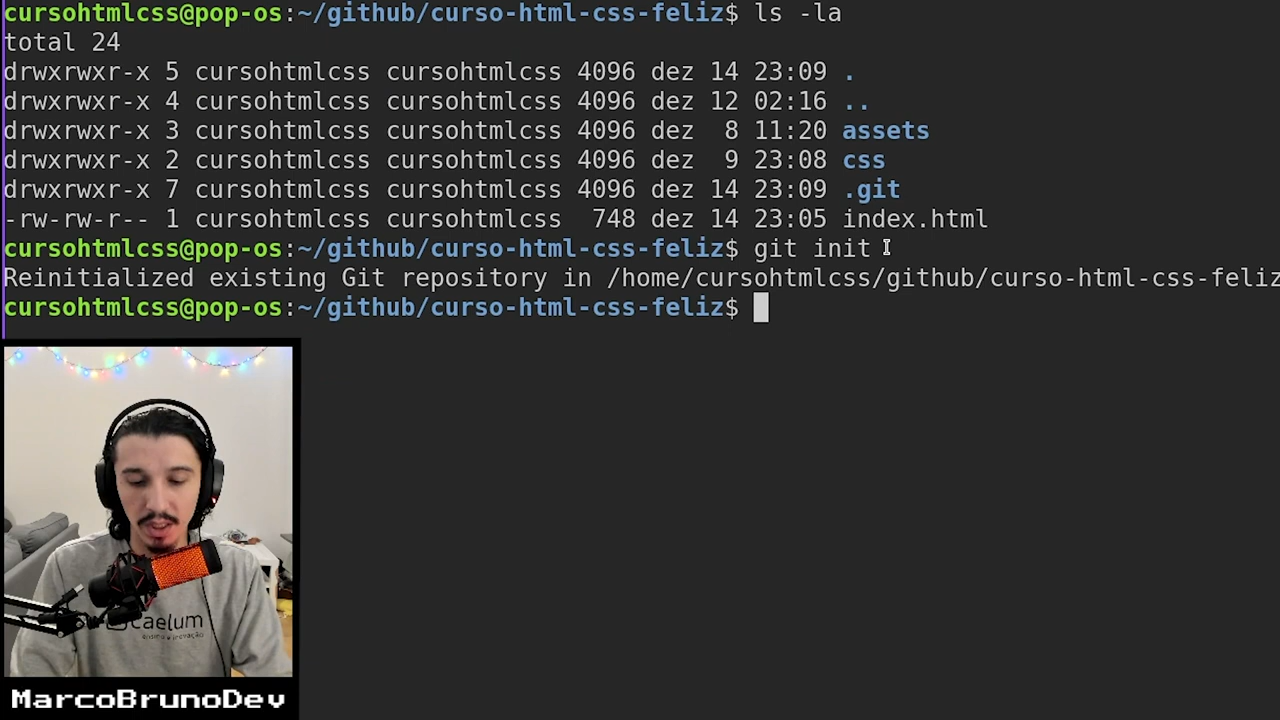 cursohtmlcss@pop-os:~/github/curso-html-css-feliz$ ls -la
total 24
drwxrwxr-x 5 cursohtmlcss cursohtmlcss 4096 dez 14 23:09 .
drwxrwxr-x 4 cursohtmlcss cursohtmlcss 4096 dez 12 02:16 ..
drwxrwxr-x 3 cursohtmlcss cursohtmlcss 4096 dez  8 11:20 assets
drwxrwxr-x 2 cursohtmlcss cursohtmlcss 4096 dez  9 23:08 css
drwxrwxr-x 7 cursohtmlcss cursohtmlcss 4096 dez 14 23:09 .git
-rw-rw-r-- 1 cursohtmlcss cursohtmlcss  748 dez 14 23:05 index.html
cursohtmlcss@pop-os:~/github/curso-html-css-feliz$ git init
Reinitialized existing Git repository in /home/cursohtmlcss/github/curso-html-css-feliz
cursohtmlcss@pop-os:~/github/curso-html-css-feliz$
caelum
ensino e inovação
MarcoBrunoDev